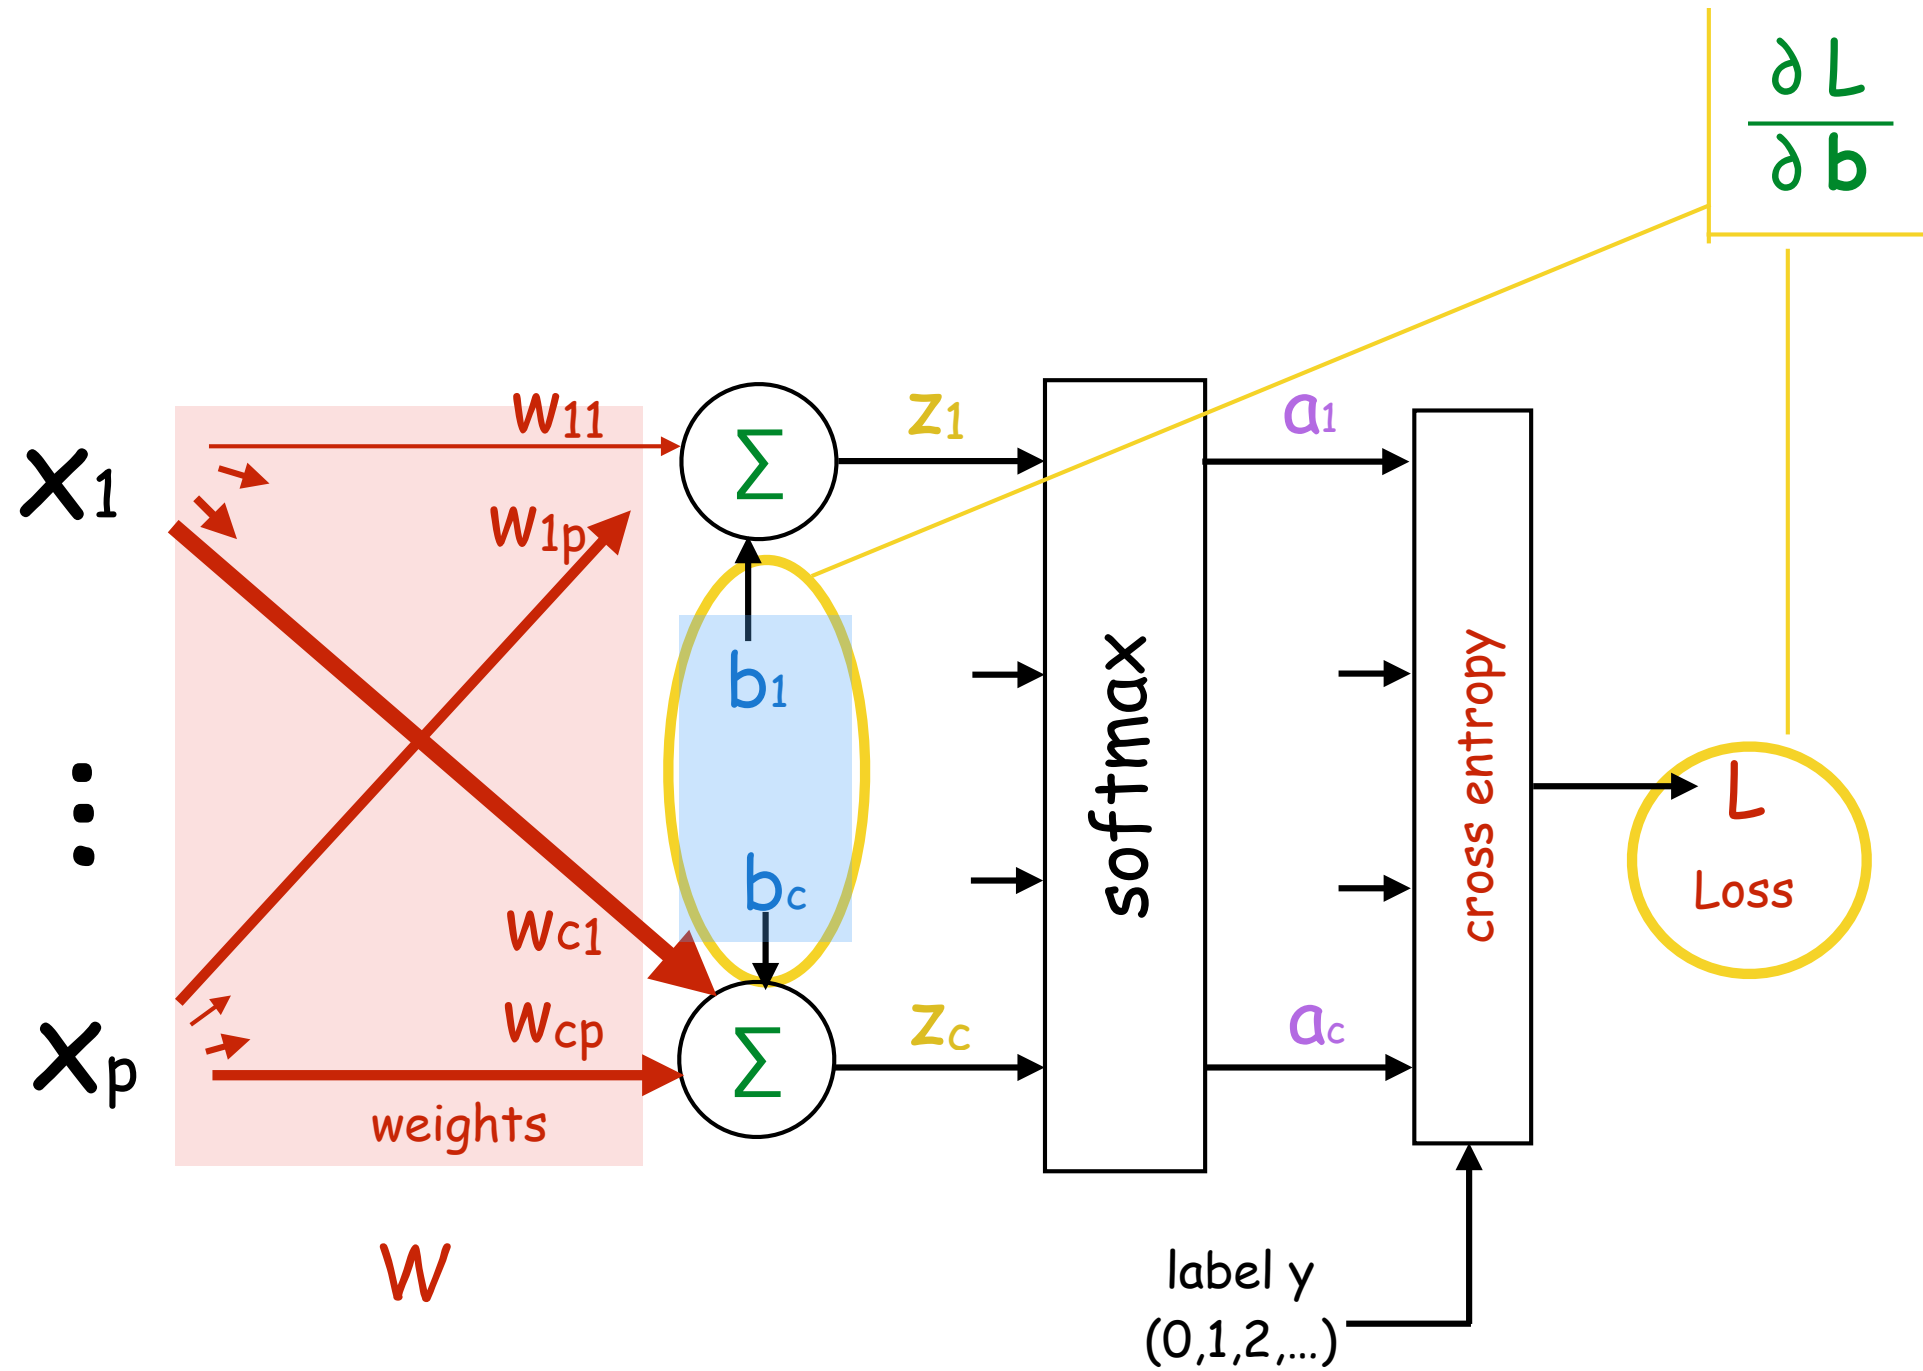 ∂ L
∂ b
w11
z1
a1
Σ
x1
w1p
b1
softmax
cross entropy
L
Loss
bc
wc1
wcp
zc
ac
xp
Σ
weights
W
label y
(0,1,2,...)